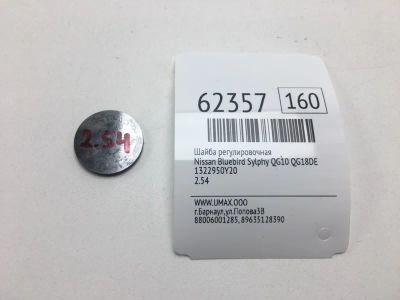 2.54
62357 160
Шайба регулировочная
Nissan Bluebird Sylphy QG10 QG18DE
1322950Y20
2.54
WWW.UMAX.OOO
г.Барнаул,ул.Попова3В
88006001285, 89635128390